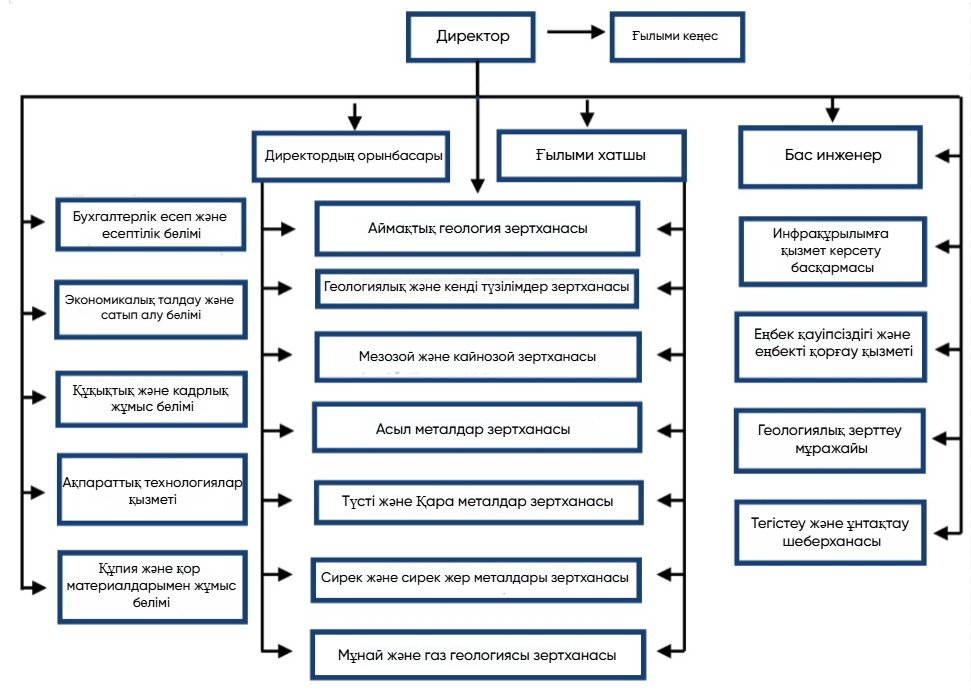 Директор
Ғылыми кеңес
Директордың орынбасары
Ғылыми хатшы
Бас инженер
Бухгалтерлік есеп және
есептілік бөлімі
Экономикалық талдау және
сатып алу бөлімі
Құқықтық және кадрлық
жұмыс бөлімі
Ақпараттық технологиялар
қызметі
Құпия және қор
материалдарымен жұмыс
бөлімі
Аймақтық геология зертханасы
Геологиялық және кенді түзілімдер зертханасы
Мезозой және кайнозой зертханасы
Асыл металдар зертханасы
Түсті және Қара металдар зертханасы
Сирек және сирек жер металдары зертханасы
Мұнай және газ геологиясы зертханасы
Инфрақұрылымға
қызмет көрсету
басқармасы
Еңбек қауіпсіздігі және
еңбекті қорғау қызметі
Геологиялық зерттеу
мұражайы
Тегістеу және ұнтақтау
шеберханасы